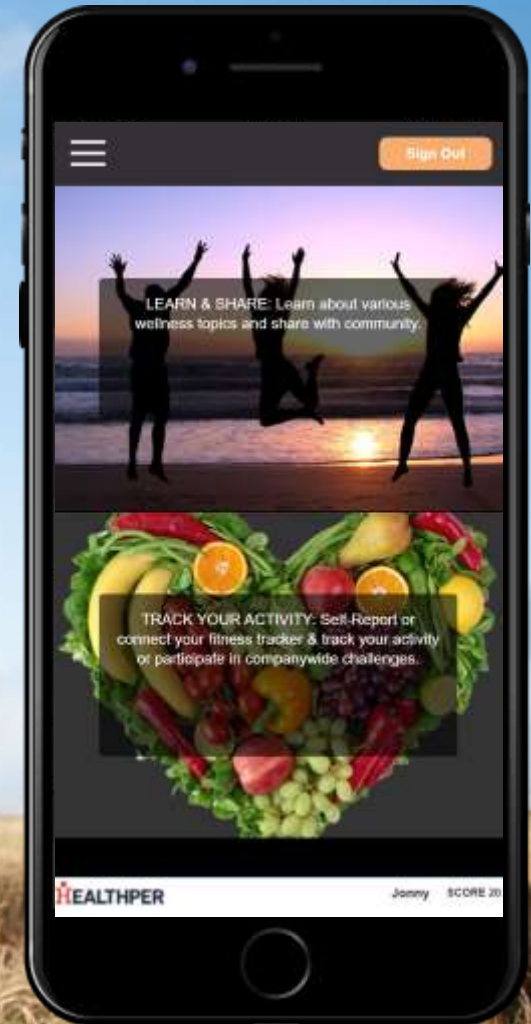 Sign Out
LEARN & SHARE: Learn about various
wellness topics and share with community.
TRACK YOUR ACTIVITY: Self-Report or
connect your fitness tracker & track your activity
or participate in companywide challenges.
HEALTHPER Jonny SCORE 20